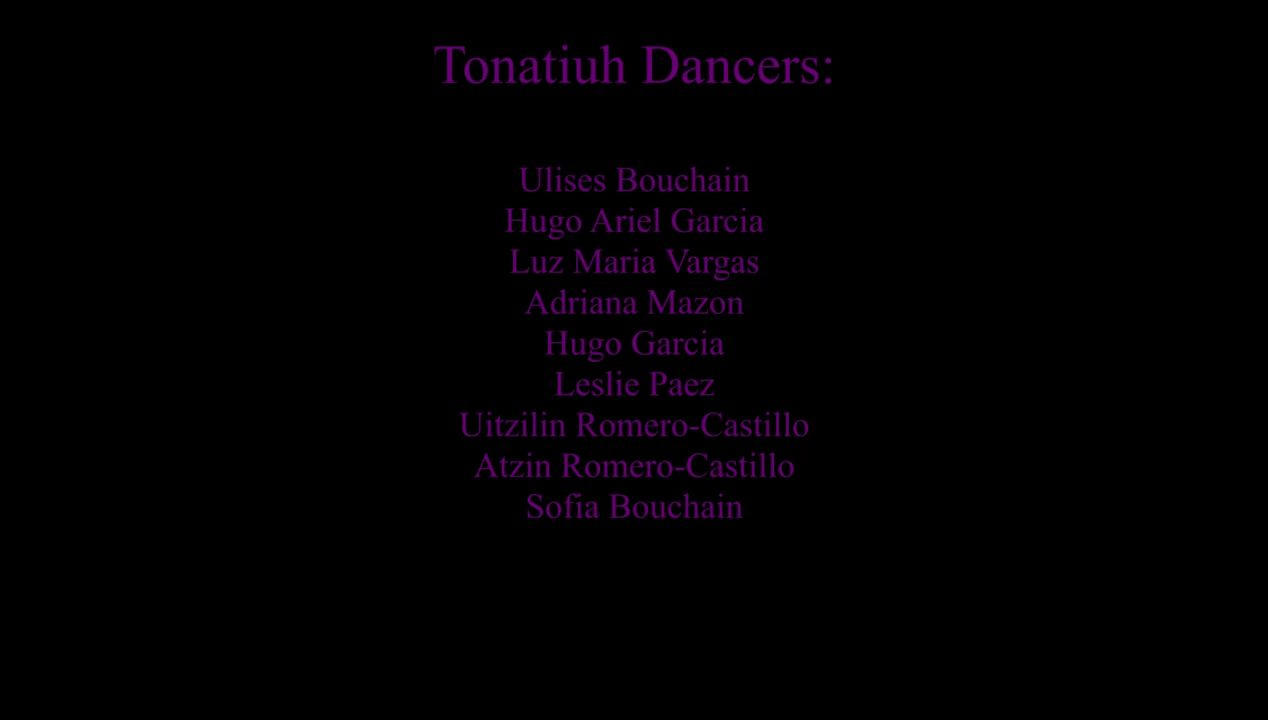 Tonatiuh Dancers:
Ulises Bouchain
Hugo Ariel Garcia
Luz Maria Vargas
Adriana Mazon
Hugo Garcia
Leslie Paez
Uitzilin Romero-Castillo
Atzin Romero-Castillo
Sofia Bouchain